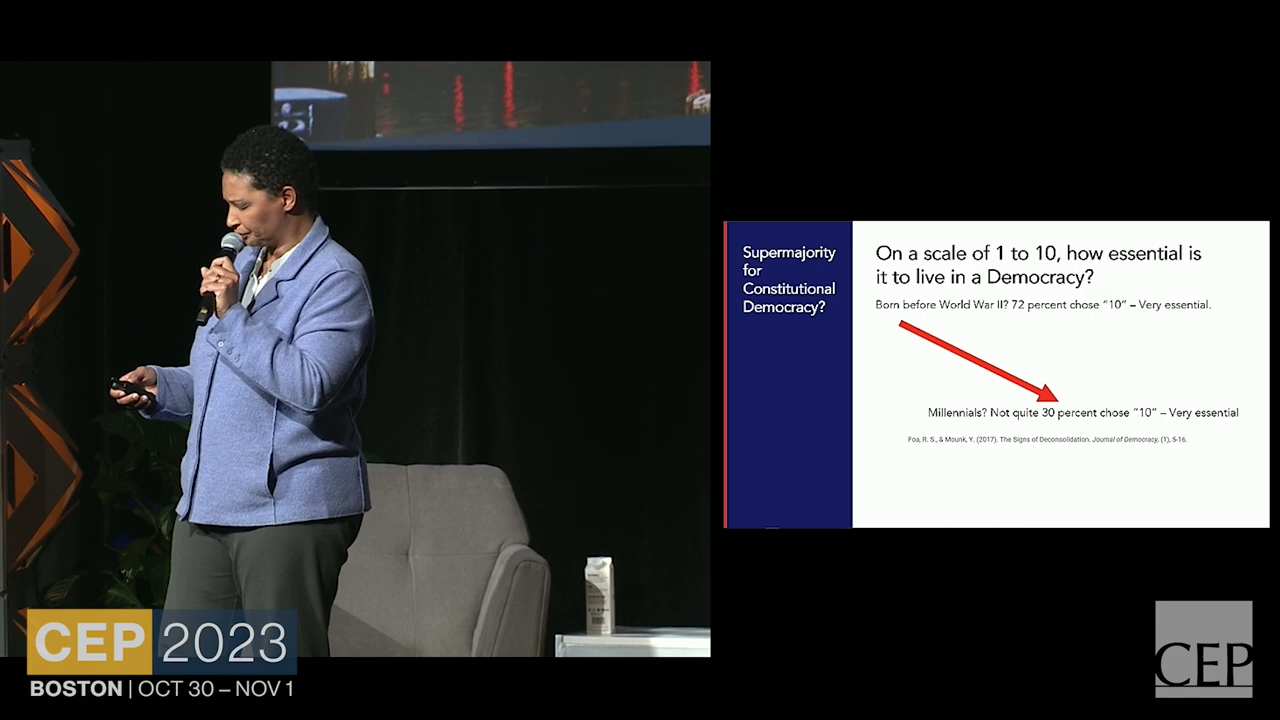 Supermajority
for
Constitutional
Democracy?
On a scale of 1 to 10, how essential is
it to live in a Democracy?
Born before World War II? 72 percent chose “10” – Very essential.
Millennials? Not quite 30 percent chose “10” – Very essential
Foa, R. S., & Mounk, Y. (2017). The Signs of Deconsolidation. Journal of Democracy, (1), 5-16.
CEP 2023
BOSTON | OCT 30 – NOV 1
CEP